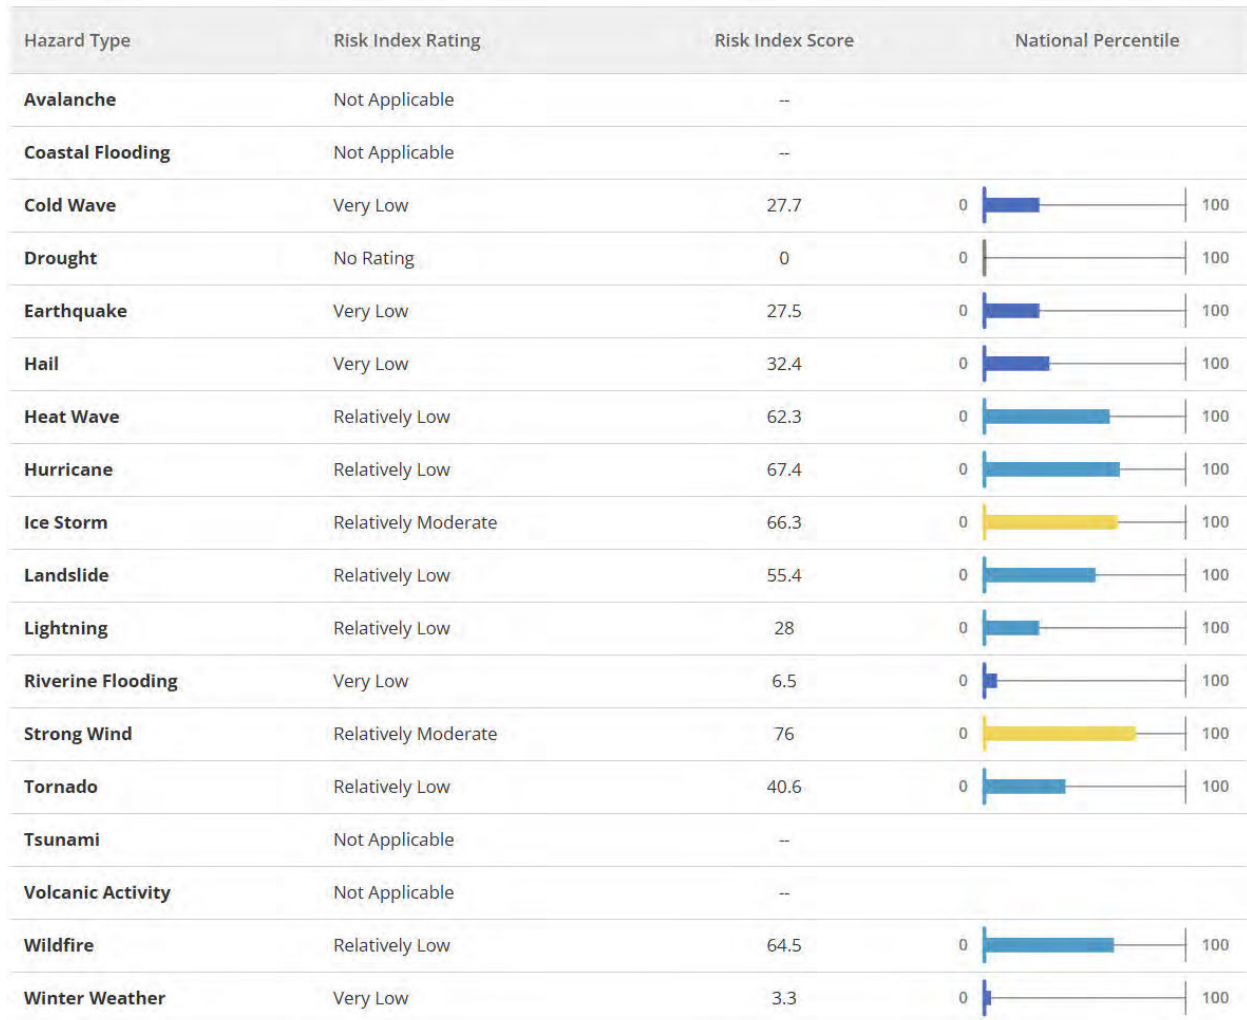 Hazard Type Risk Index Rating Risk Index Score National Percentile
Avalanche Not Applicable --
Coastal Flooding Not Applicable --
Cold Wave Very Low 27.7 0 100
Drought No Rating 0 0 100
Earthquake Very Low 27.5 0 100
Hail Very Low 32.4 0 100
Heat Wave Relatively Low 62.3 0 100
Hurricane Relatively Low 67.4 0 100
Ice Storm Relatively Moderate 66.3 0 100
Landslide Relatively Low 55.4 0 100
Lightning Relatively Low 28 0 100
Riverine Flooding Very Low 6.5 0 100
Strong Wind Relatively Moderate 76 0 100
Tornado Relatively Low 40.6 0 100
Tsunami Not Applicable --
Volcanic Activity Not Applicable --
Wildfire Relatively Low 64.5 0 100
Winter Weather Very Low 3.3 0 100